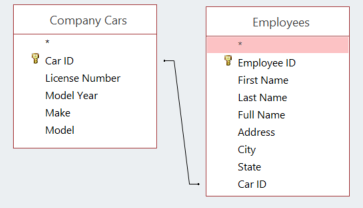 Company Cars
*
Car ID
License Number
Model Year
Make
Model
Employees
*
Employee ID
First Name
Last Name
Full Name
Address
City
State
Car ID